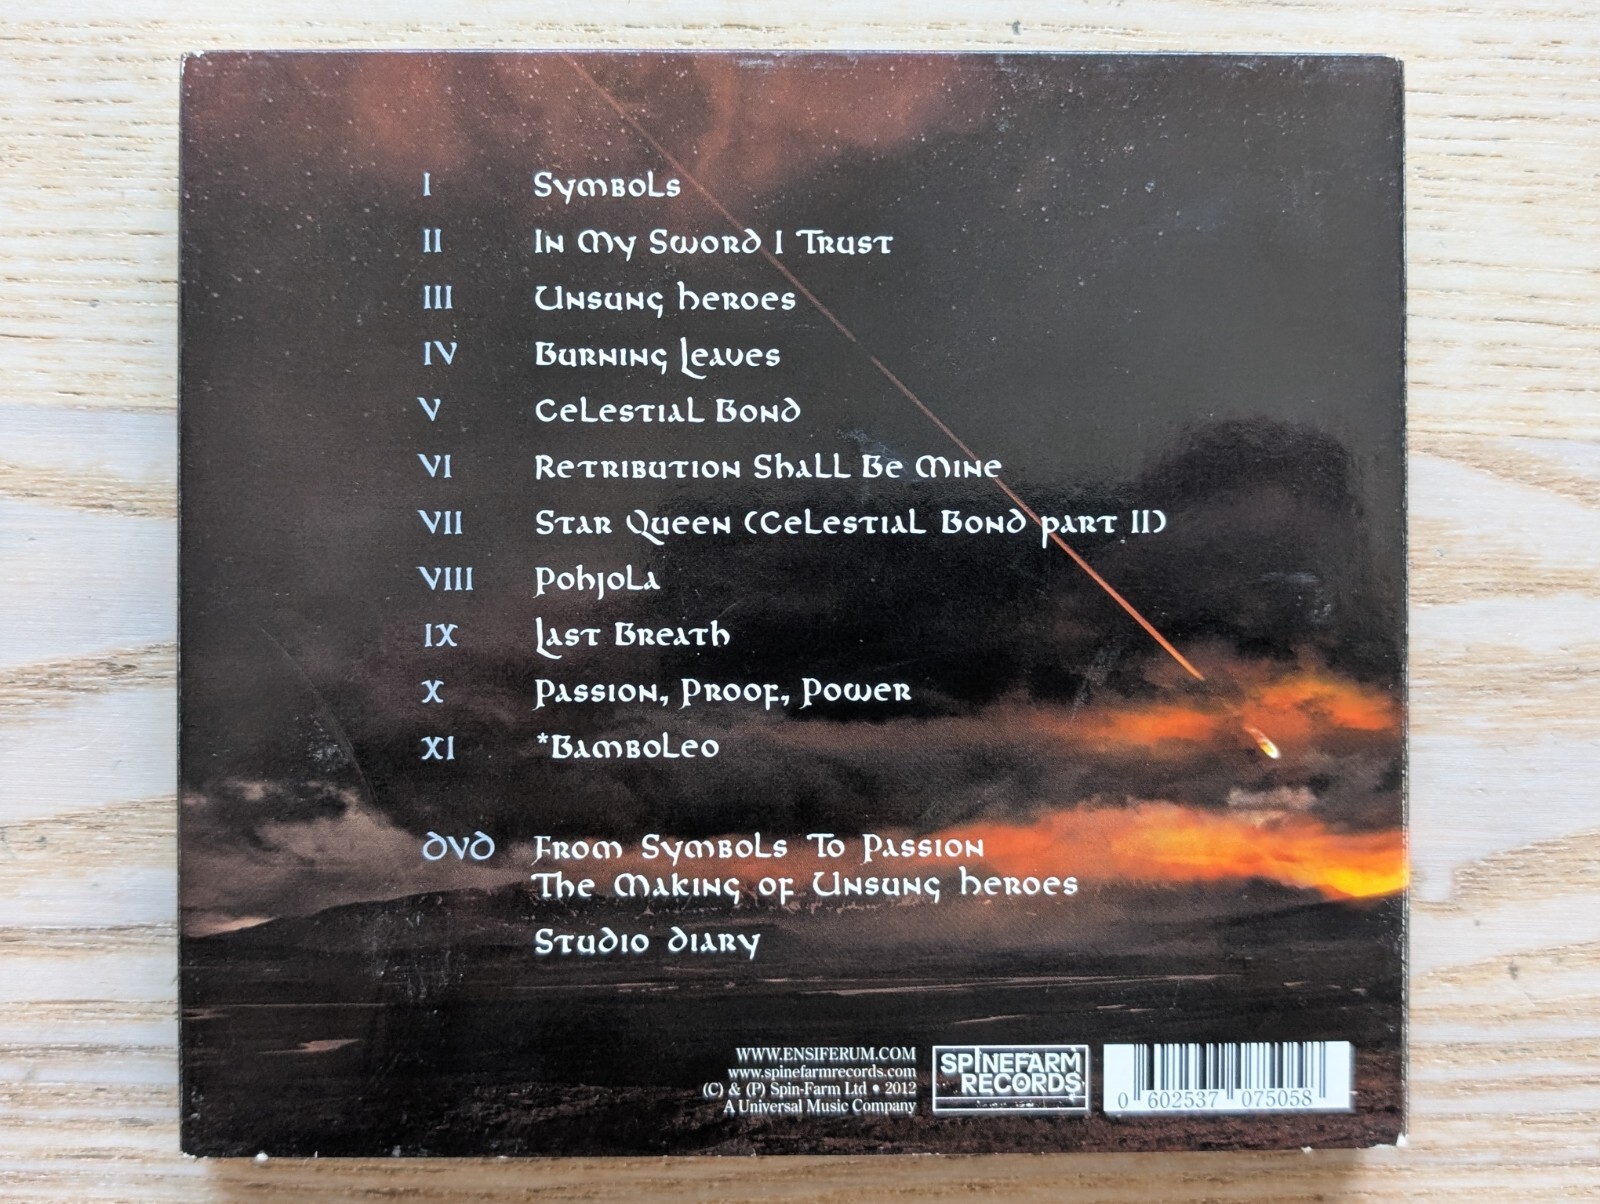 I Symbols
II In My Sword I Trust
III Unsung Heroes
IV Burning Leaves
V Celestial Bond
VI Retribution Shall Be Mine
VII Star Queen (Celestial Bond part II)
VIII Pohjola
IX Last Breath
X Passion, Proof, Power
XI *Bamboleo
DVD From Symbols To Passion
The Making of Unsung Heroes
Studio diary
WWW.ENSIFERUM.COM
www.spinefarmrecords.com
(C) & (P) Spin-Farm Ltd • 2012
A Universal Music Company
SPINEFARM
RECORDS
0 602537 075058